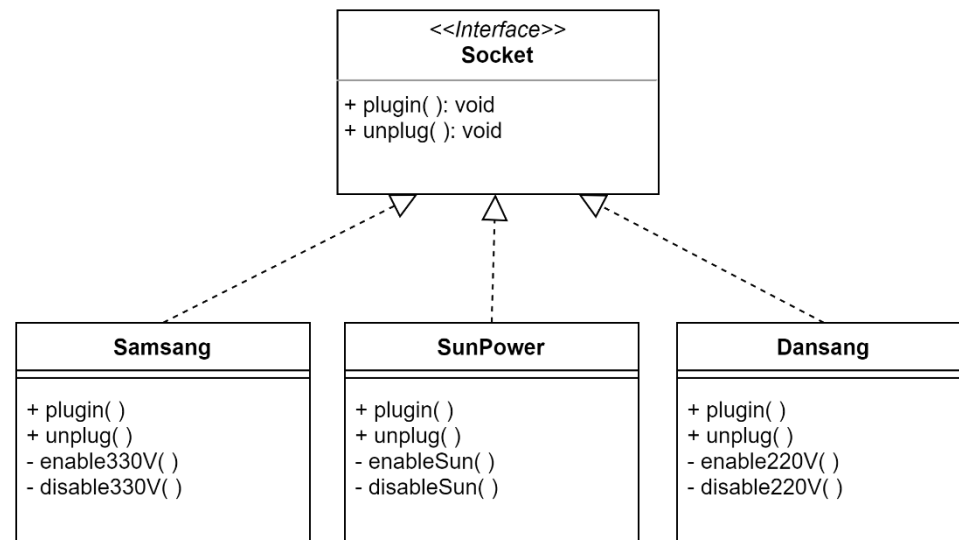 <<Interface>>
Socket
+ plugin( ): void
+ unplug( ): void
Samsang
+ plugin( )
+ unplug( )
- enable330V( )
- disable330V( )
SunPower
+ plugin( )
+ unplug( )
- enableSun( )
- disableSun( )
Dansang
+ plugin( )
+ unplug( )
- enable220V( )
- disable220V( )